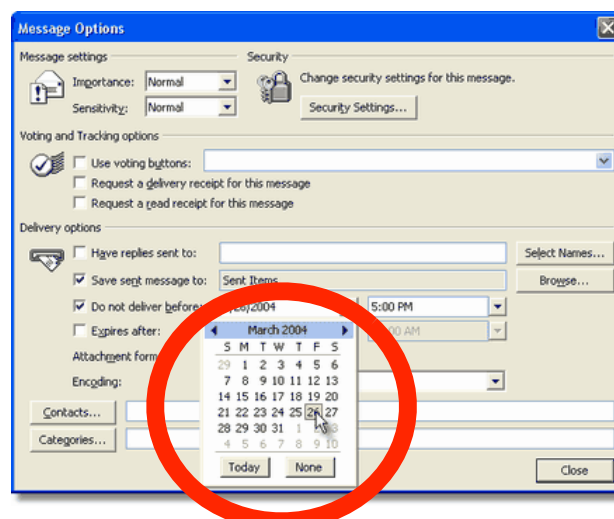 Message Options
Message settings
Security
Importance: Normal
Change security settings for this message.
Sensitivity: Normal
Security Settings...
Voting and Tracking options
Use voting buttons:
Request a delivery receipt for this message
Request a read receipt for this message
Delivery options
Have replies sent to:
Select Names...
Save sent message to: Sent Items
Browse...
Do not deliver before: /2004 5:00 PM
Expires after: AM
March 2004
S M T W T F S
Attachment form
29 1 2 3 4 5 6
7 8 9 10 11 12 13
Encoding:
14 15 16 17 18 19 20
Contacts...
21 22 23 24 25 26 27
28 29 30 31 1 3
Categories...
4 5 6 7 8 9 10
Today None
Close